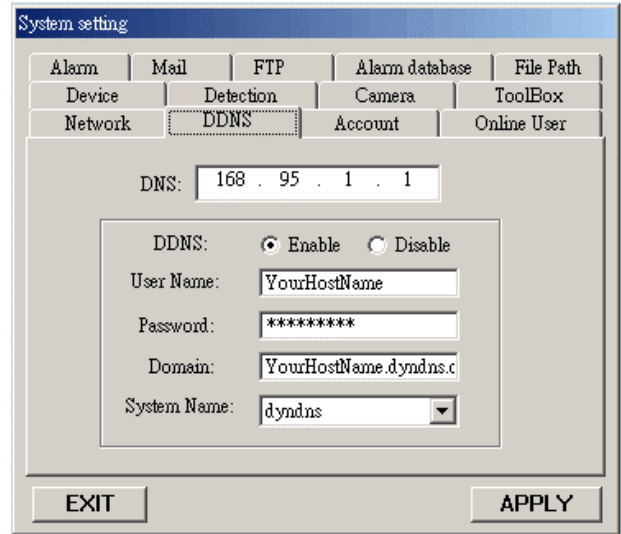 System setting
Alarm Mail FTP Alarm database File Path
Device Detection Camera ToolBox
Network DDNS Account Online User
DNS: 168 . 95 . 1 . 1
DDNS: Enable Disable
User Name: YourHostName
Password: *********
Domain: YourHostName.dyndns.c
System Name: dyndns
EXIT APPLY